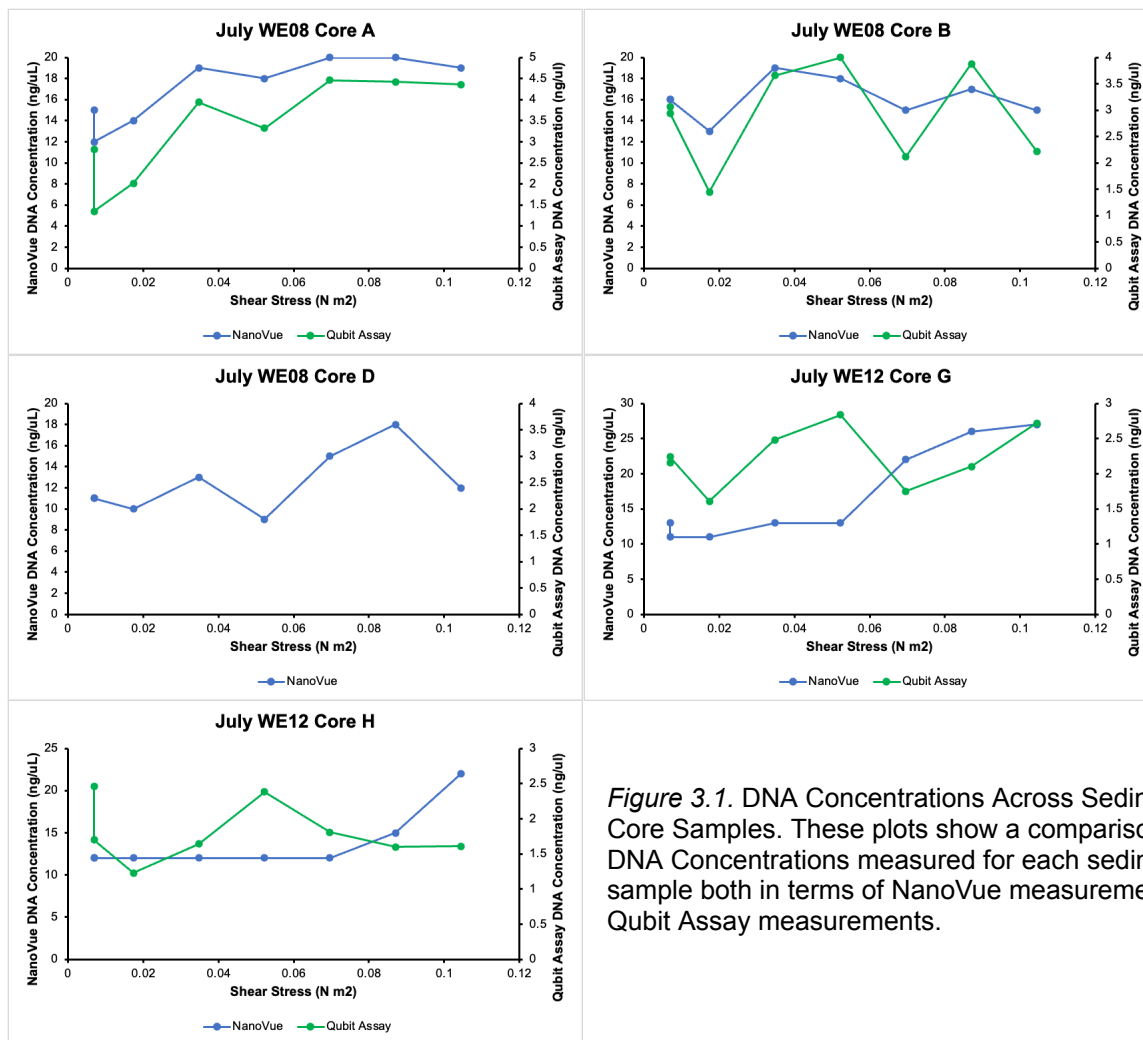 July WE08 Core A
NanoVue DNA Concentration (ng/uL)
20
18
16
14
12
10
8
6
4
2
0
5
4.5
4
3.5
3
2.5
2
1.5
1
0.5
0
Qubit Assay DNA Concentration (ng/ul)
0 0.02 0.04 0.06 0.08 0.1 0.12
Shear Stress (N m2)
NanoVue Qubit Assay
July WE08 Core B
NanoVue DNA Concentration (ng/uL)
20
18
16
14
12
10
8
6
4
2
0
4
3.5
3
2.5
2
1.5
1
0.5
0
Qubit Assay DNA Concentration (ng/ul)
0 0.02 0.04 0.06 0.08 0.1 0.12
Shear Stress (N m2)
NanoVue Qubit Assay
July WE08 Core D
NanoVue DNA Concentration (ng/uL)
20
18
16
14
12
10
8
6
4
2
0
4
3.5
3
2.5
2
1.5
1
0.5
0
Qubit Assay DNA Concentration (ng/ul)
0 0.02 0.04 0.06 0.08 0.1 0.12
Shear Stress (N m2)
NanoVue
July WE12 Core G
NanoVue DNA Concentration (ng/uL)
30
25
20
15
10
5
0
3
2.5
2
1.5
1
0.5
0
Qubit Assay DNA Concentration (ng/ul)
0 0.02 0.04 0.06 0.08 0.1 0.12
Shear Stress (N m2)
NanoVue Qubit Assay
July WE12 Core H
NanoVue DNA Concentration (ng/uL)
25
20
15
10
5
0
3
2.5
2
1.5
1
0.5
0
Qubit Assay DNA Concentration (ng/ul)
0 0.02 0.04 0.06 0.08 0.1 0.12
Shear Stress (N m2)
NanoVue Qubit Assay
Figure 3.1. DNA Concentrations Across
Core Samples. These plots show a
DNA Concentrations measured for each
sample both in terms of NanoVue
Qubit Assay measurements.